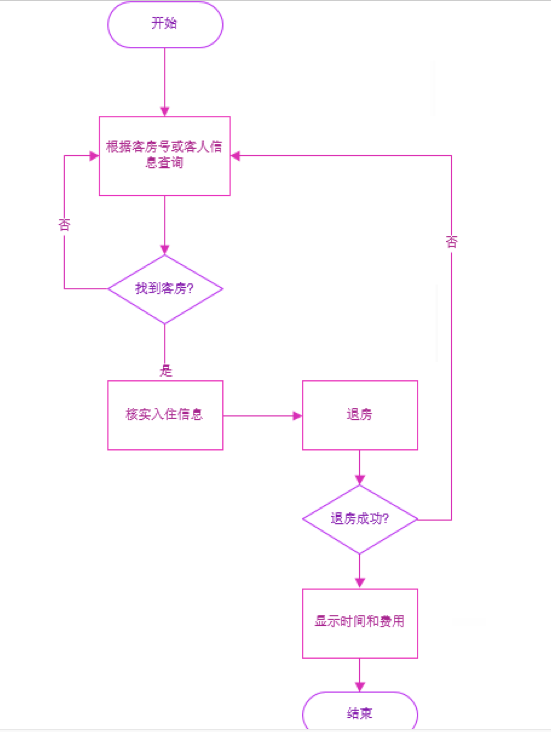 开始
根据客房号或客人信
息查询
否
否
找到客房?
是
核实入住信息
退房
退房成功?
显示时间和费用
结束